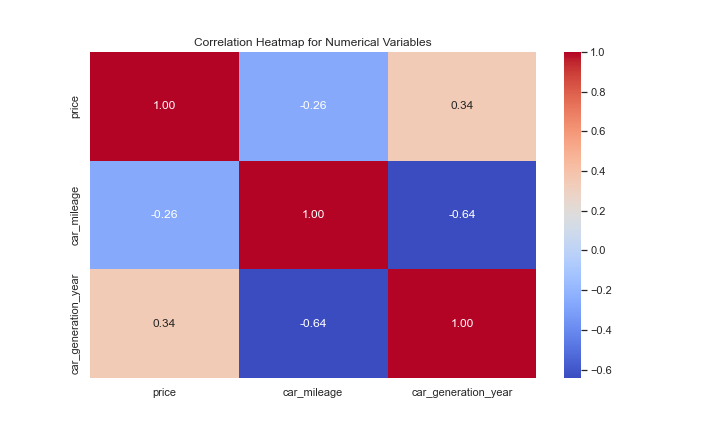 Correlation Heatmap for Numerical Variables
price
1.00
-0.26
0.34
car_mileage
-0.26
1.00
-0.64
car_generation_year
0.34
-0.64
1.00
price
car_mileage
car_generation_year
1.0
0.8
0.6
0.4
0.2
0.0
−0.2
−0.4
−0.6